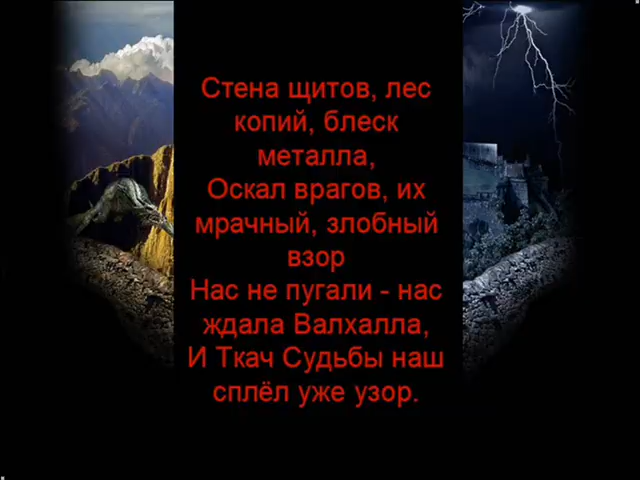 Стена щитов, лес
копий, блеск
металла,
Оскал врагов, их
мрачный, злобный
взор
Нас не пугали - нас
ждала Валхалла,
И Ткач Судьбы наш
сплёл уже узор.